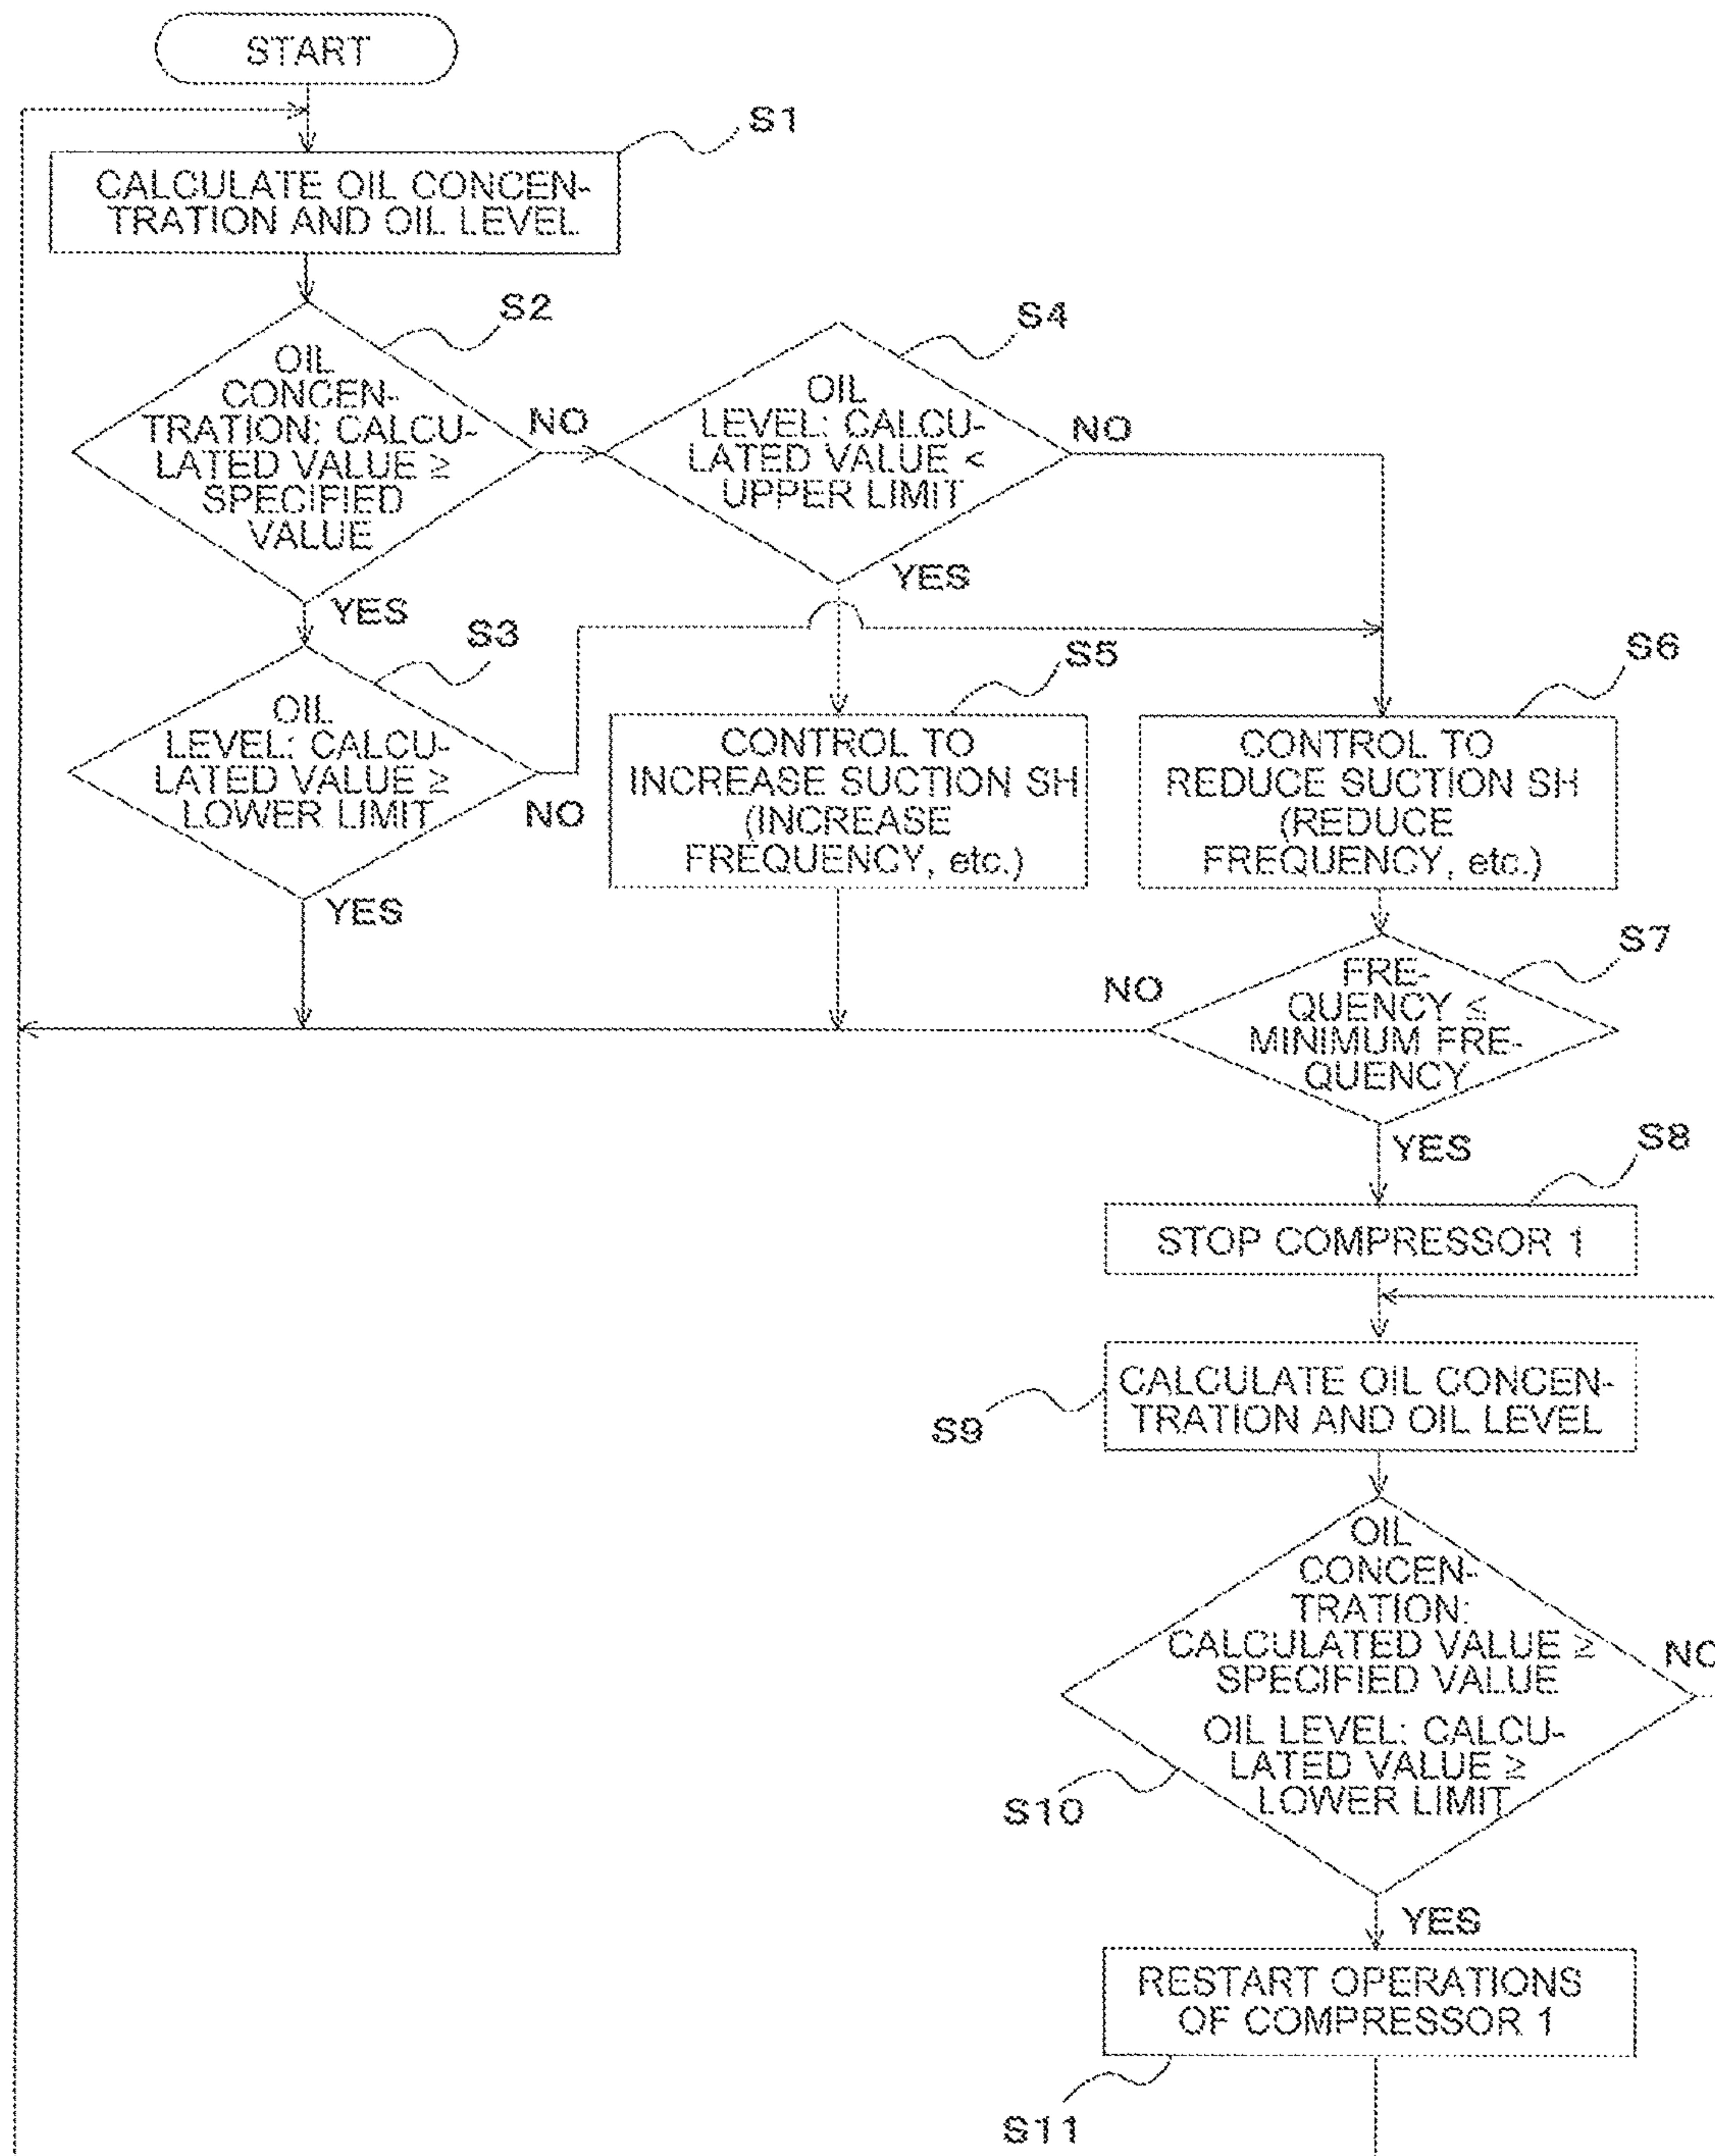 START
S1
CALCULATE OIL CONCEN-
TRATION AND OIL LEVEL
S2
OIL
CONCEN-
TRATION: CALCU-
LATED VALUE ≥
SPECIFIED
VALUE
NO
YES
S4
OIL
LEVEL: CALCU-
LATED VALUE <
UPPER LIMIT
NO
YES
S3
OIL
LEVEL: CALCU-
LATED VALUE ≥
LOWER LIMIT
NO
YES
S5
CONTROL TO
INCREASE SUCTION SH
(INCREASE
FREQUENCY, etc.)
S6
CONTROL TO
REDUCE SUCTION SH
(REDUCE
FREQUENCY, etc.)
S7
FRE-
QUENCY ≤
MINIMUM FRE-
QUENCY
NO
YES
S8
STOP COMPRESSOR 1
CALCULATE OIL CONCEN-
TRATION AND OIL LEVEL
S9
OIL
CONCEN-
TRATION:
CALCULATED VALUE ≥
SPECIFIED VALUE
OIL LEVEL: CALCU-
LATED VALUE ≥
LOWER LIMIT
NO
S10
YES
RESTART OPERATIONS
OF COMPRESSOR 1
S11